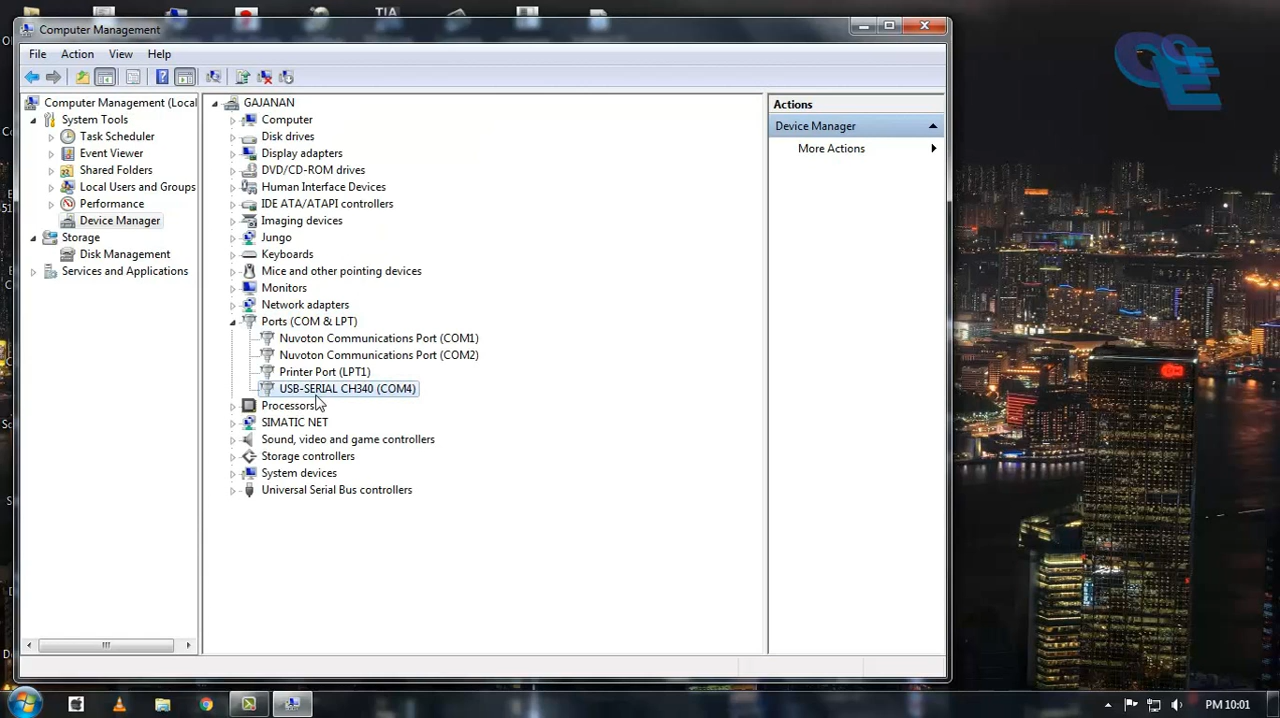 TIA
Computer Management
File Action View Help
Computer Management (Local
System Tools
Task Scheduler
Event Viewer
Shared Folders
Local Users and Groups
Performance
Device Manager
Storage
Disk Management
Services and Applications
GAJANAN
Computer
Disk drives
Display adapters
DVD/CD-ROM drives
Human Interface Devices
IDE ATA/ATAPI controllers
Imaging devices
Jungo
Keyboards
Mice and other pointing devices
Monitors
Network adapters
Ports (COM & LPT)
Nuvoton Communications Port (COM1)
Nuvoton Communications Port (COM2)
Printer Port (LPT1)
USB-SERIAL CH340 (COM4)
Processors
SIMATIC NET
Sound, video and game controllers
Storage controllers
System devices
Universal Serial Bus controllers
Actions
Device Manager
More Actions
PM 10:01